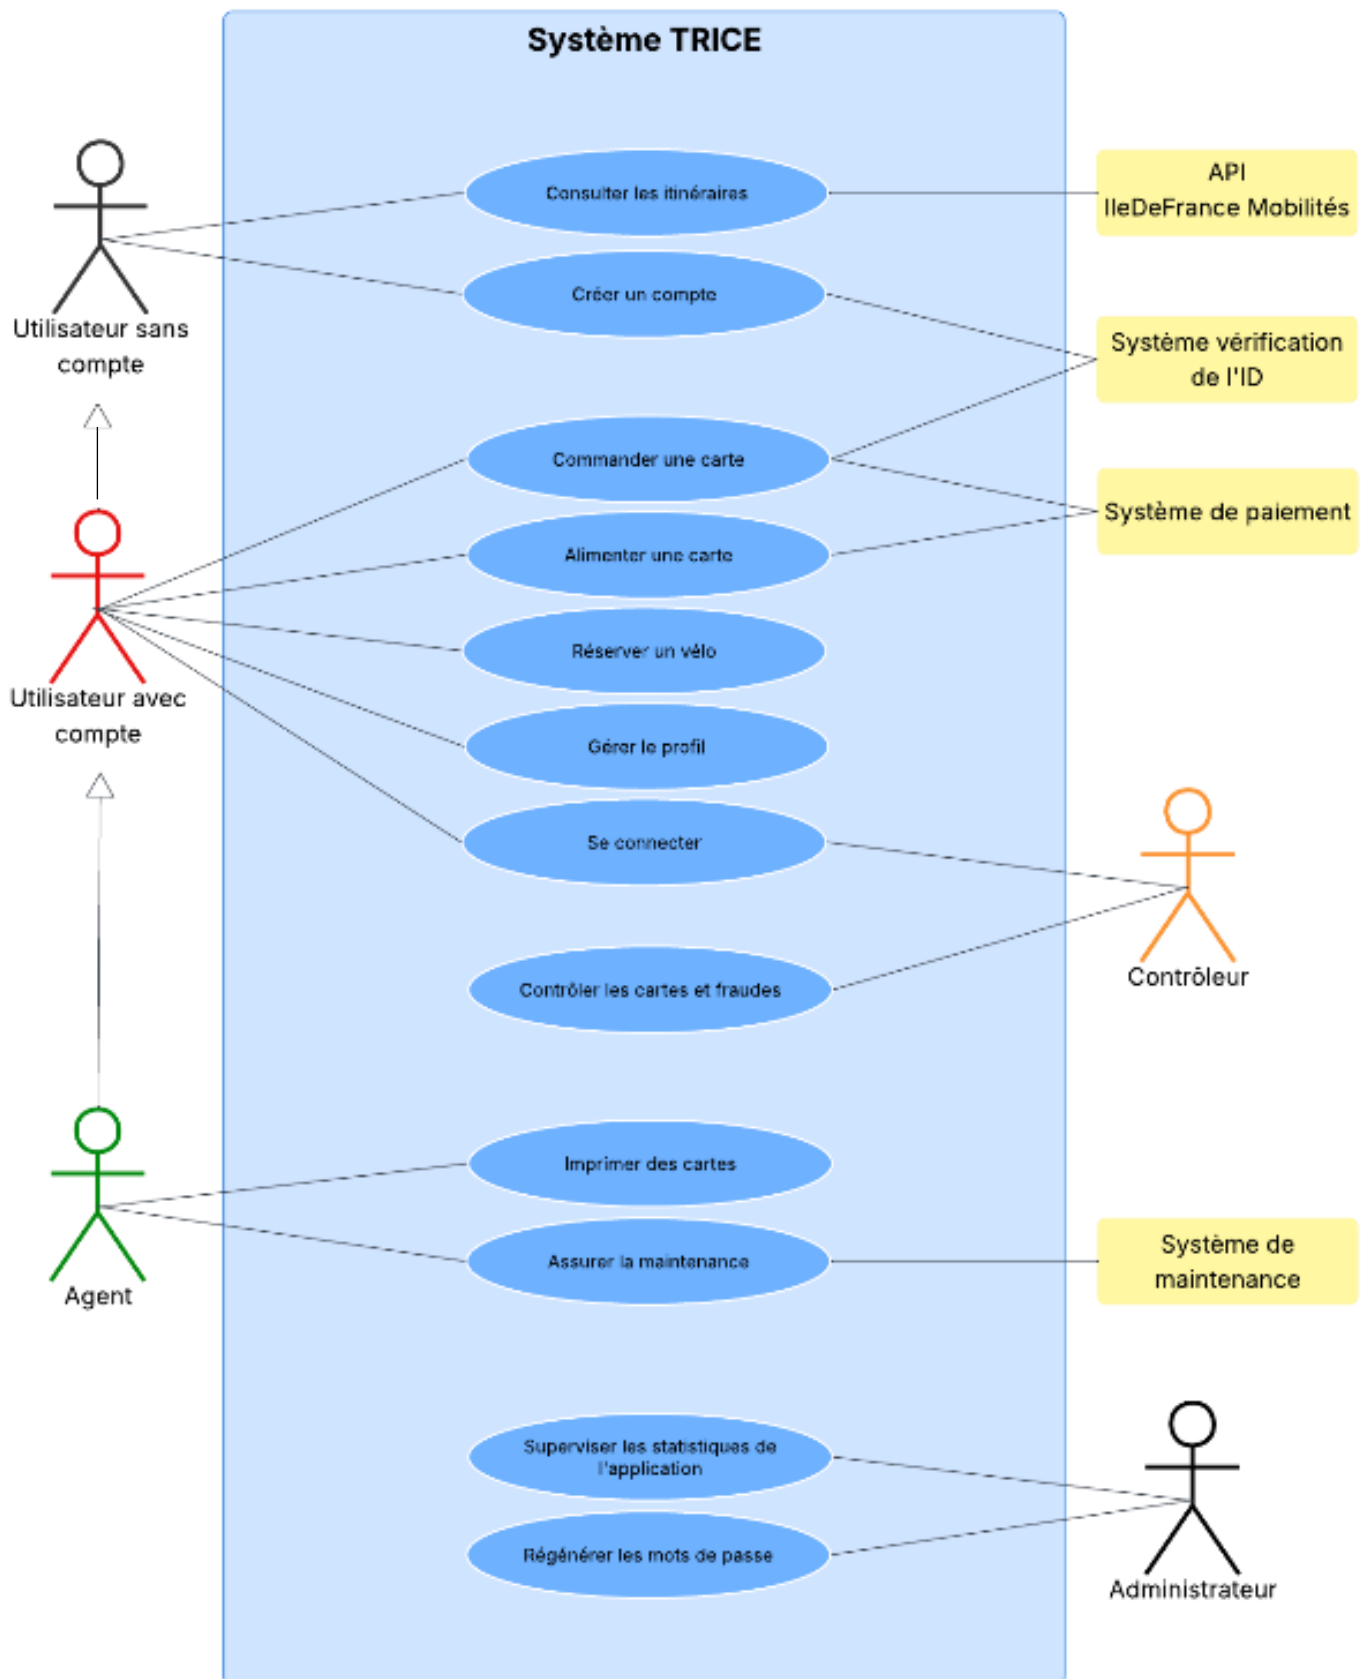 Système TRICE
Consulter les itinéraires
API
IleDeFrance Mobilités
Créer un compte
Utilisateur sans
compte
Système vérification
de l'ID
Commander une carte
Système de paiement
Alimenter une carte
Réserver un vélo
Utilisateur avec
compte
Gérer le profil
Se connecter
Contrôleur
Contrôler les cartes et fraudes
Imprimer des cartes
Assurer la maintenance
Système de
maintenance
Agent
Superviser les statistiques de
l'application
Régénérer les mots de passe
Administrateur